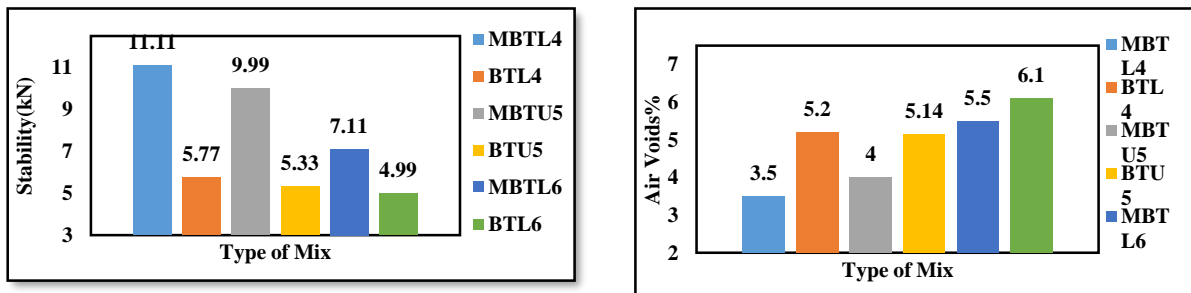 11.11
5.77
9.99
5.33
7.11
4.99
11
9
7
5
3
Stability(kN)
Type of Mix
MBTL4
BTL4
MBTU5
BTU5
MBTL6
BTL6
3.5
5.2
4
5.14
5.5
6.1
7
6
5
4
3
2
Air Voids%
Type of Mix
MBT
L4
BTL
4
MBT
U5
BTU
5
MBT
L6